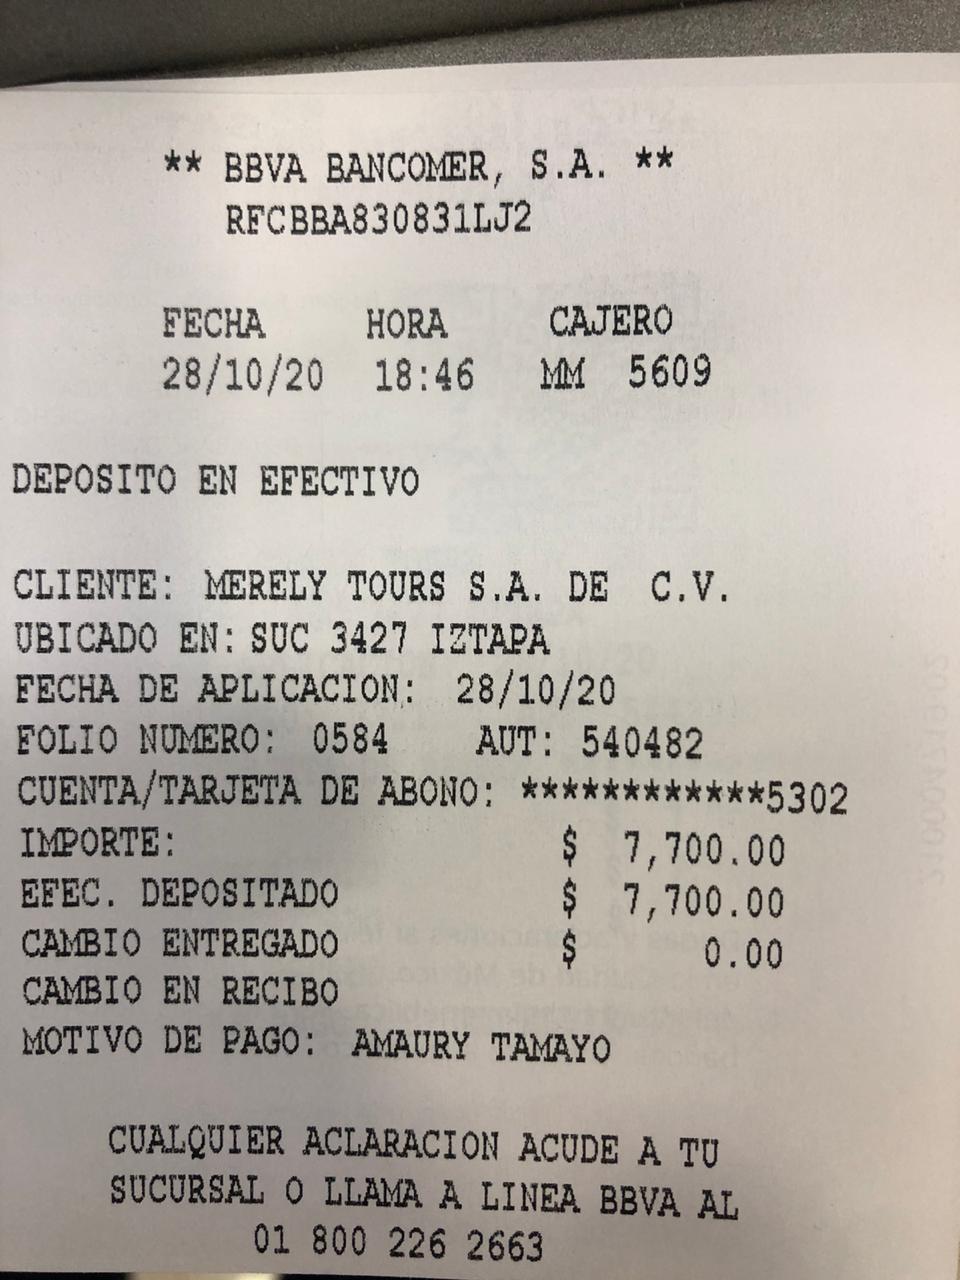 ** BBVA BANCOMER, S.A. **
RFCBBA830831LJ2
FECHA HORA CAJERO
28/10/20 18:46 MM 5609
DEPOSITO EN EFECTIVO
CLIENTE: MERELY TOURS S.A. DE C.V.
UBICADO EN: SUC 3427 IZTAPA
FECHA DE APLICACION: 28/10/20
FOLIO NUMERO: 0584 AUT: 540482
CUENTA/TARJETA DE ABONO: ************5302
IMPORTE: $ 7,700.00
EFEC. DEPOSITADO $ 7,700.00
CAMBIO ENTREGADO $ 0.00
CAMBIO EN RECIBO
MOTIVO DE PAGO: AMAURY TAMAYO
CUALQUIER ACLARACION ACUDE A TU
SUCURSAL O LLAMA A LINEA BBVA AL
01 800 226 2663